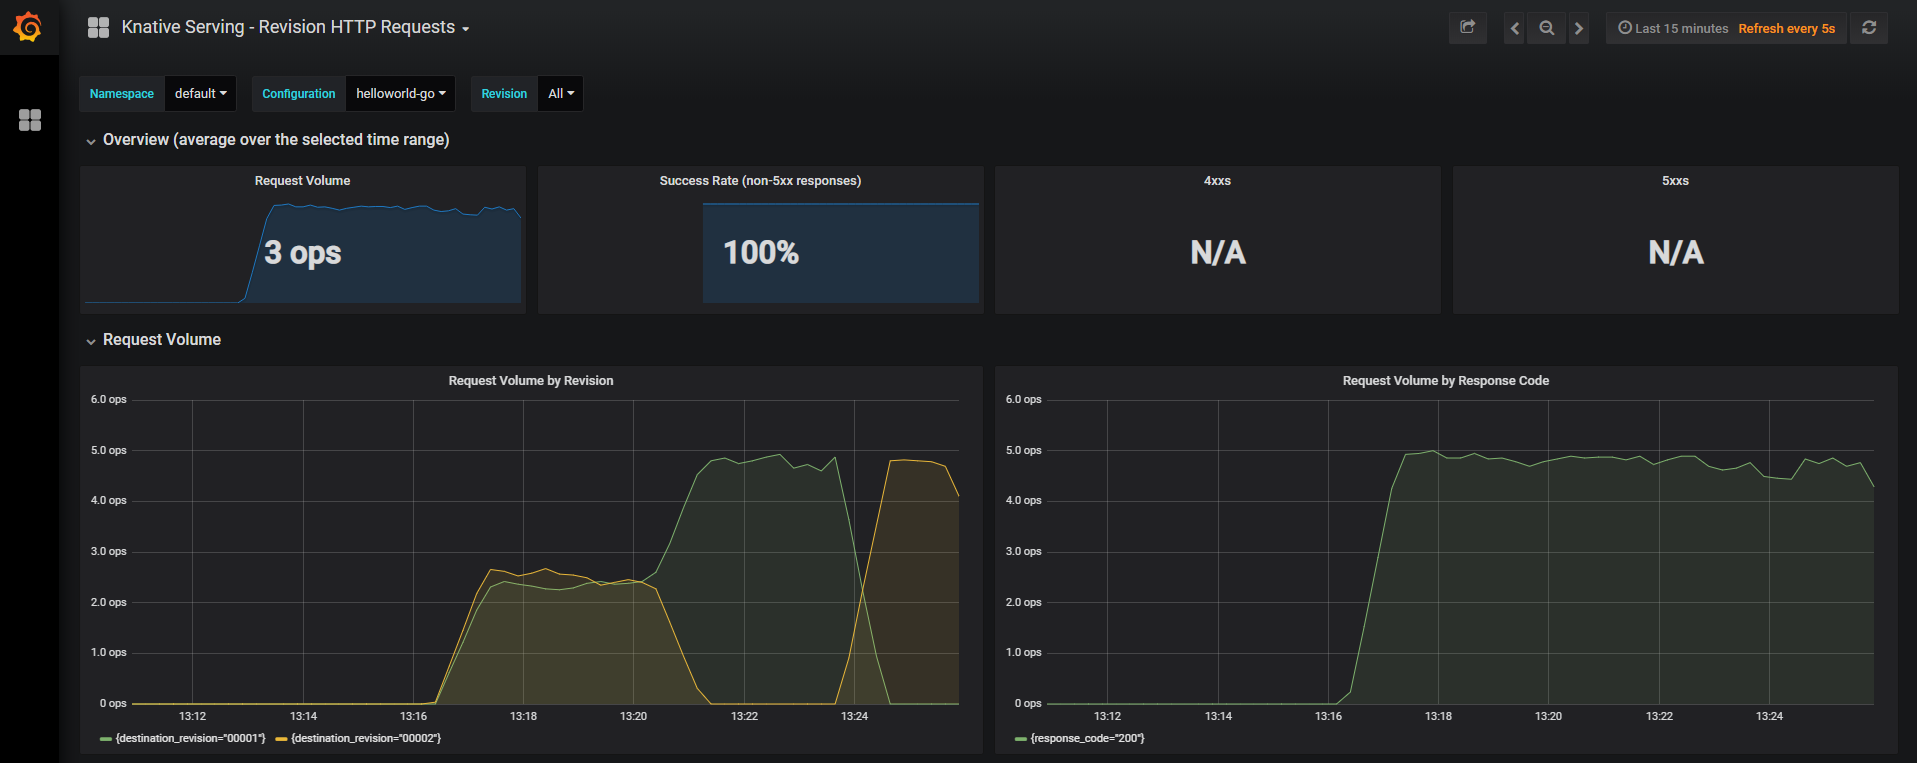 Knative Serving - Revision HTTP Requests
Last 15 minutes Refresh every 5s
Namespace default Configuration helloworld-go Revision All
Overview (average over the selected time range)
Request Volume
3 ops
Success Rate (non-5xx responses)
100%
4xxs
N/A
5xxs
N/A
Request Volume
Request Volume by Revision
6.0 ops
5.0 ops
4.0 ops
3.0 ops
2.0 ops
1.0 ops
0 ops
13:12 13:14 13:16 13:18 13:20 13:22 13:24
{destination_revision="00001"} {destination_revision="00002"}
Request Volume by Response Code
6.0 ops
5.0 ops
4.0 ops
3.0 ops
2.0 ops
1.0 ops
0 ops
13:12 13:14 13:16 13:18 13:20 13:22 13:24
{response_code="200"}